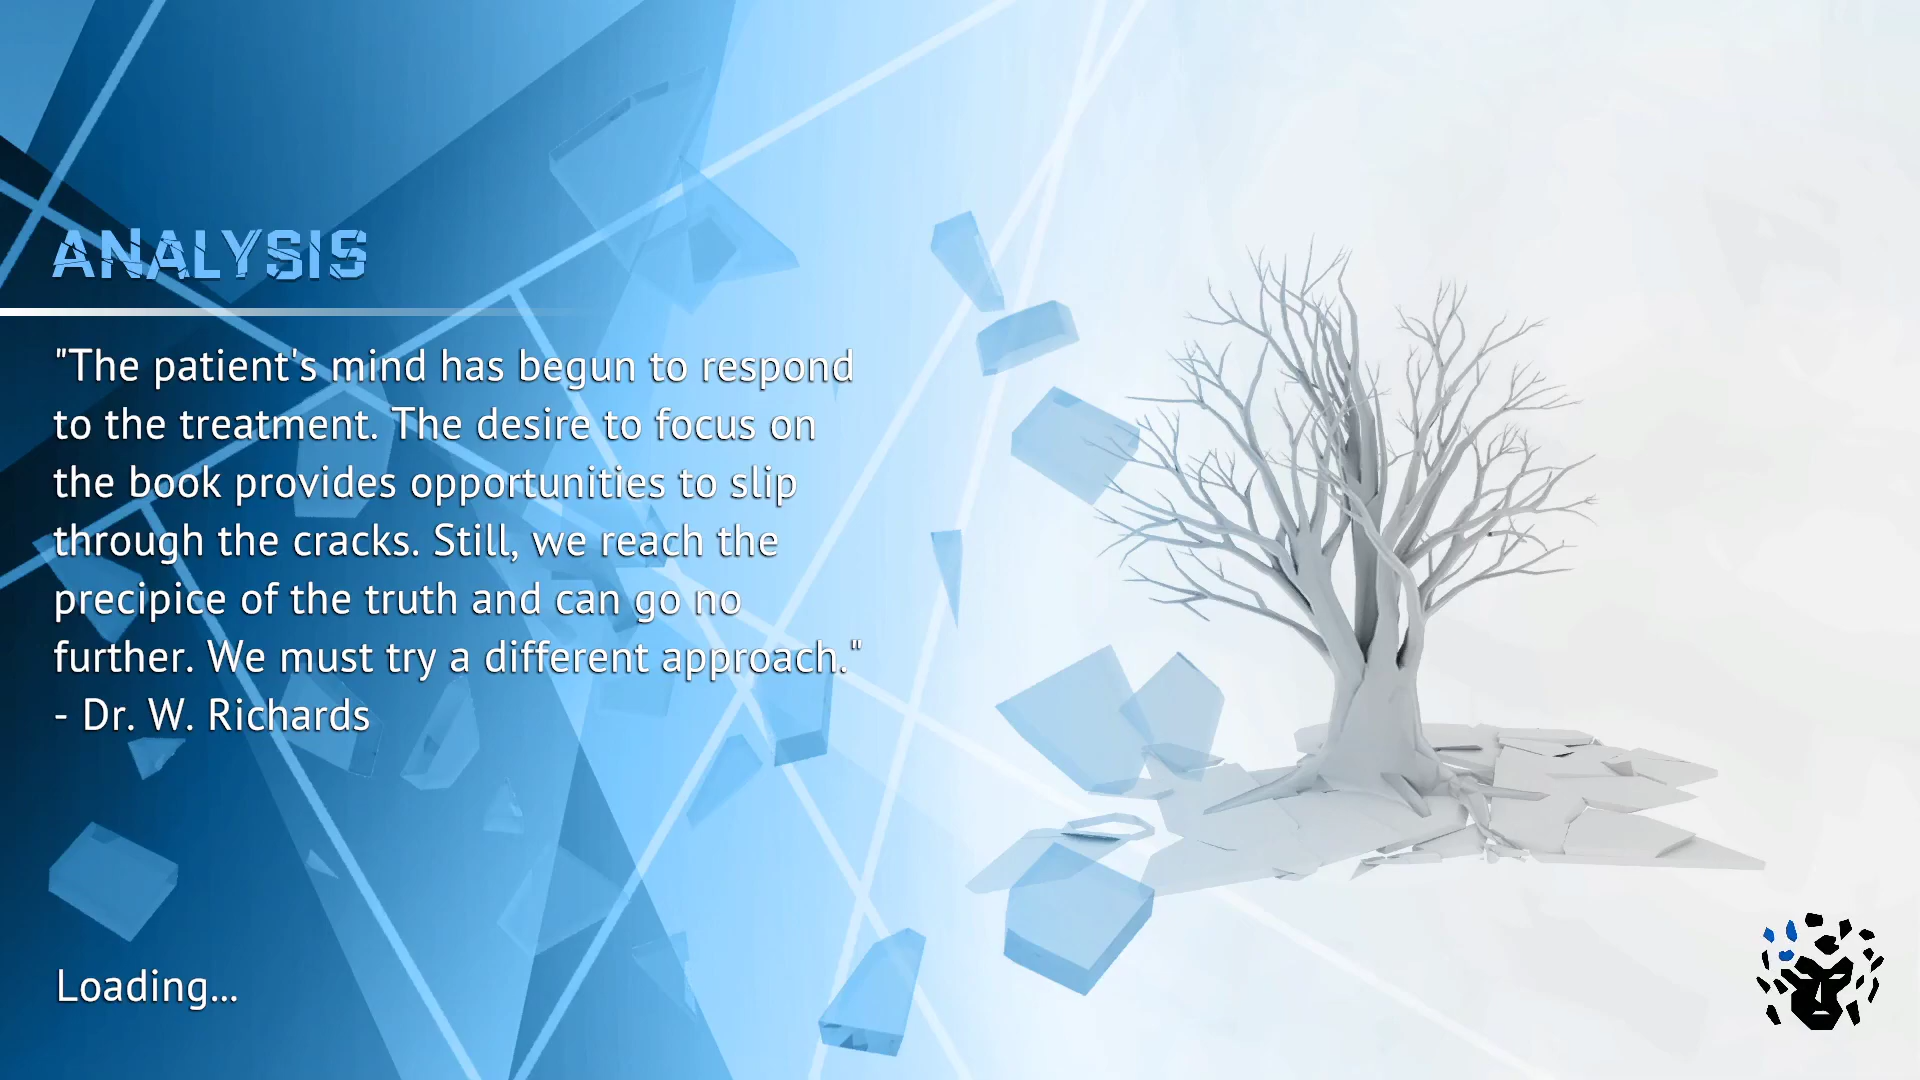 ANALYSIS
"The patient's mind has begun to respond
to the treatment. The desire to focus on
the book provides opportunities to slip
through the cracks. Still, we reach the
precipice of the truth and can go no
further. We must try a different approach."
- Dr. W. Richards
Loading...